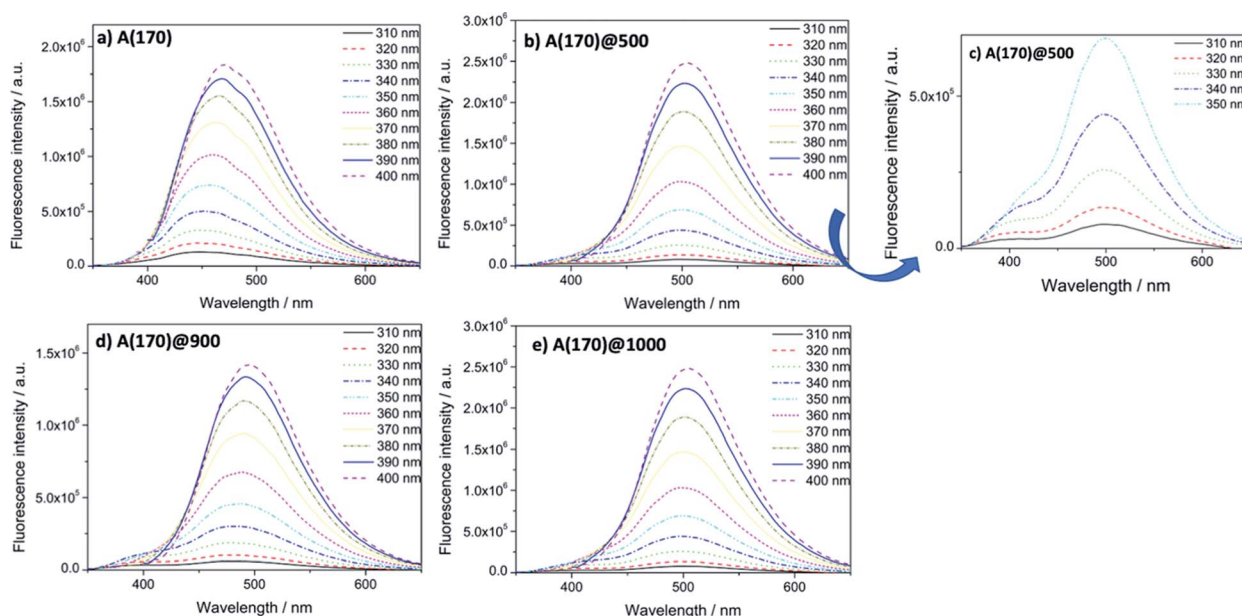 a) A(170)
310 nm
320 nm
330 nm
340 nm
350 nm
360 nm
370 nm
380 nm
390 nm
400 nm
2.0x10⁶
1.5x10⁶
1.0x10⁶
5.0x10⁵
0.0
Fluorescence intensity / a.u.
400 500 600
Wavelength / nm
b) A(170)@500
310 nm
320 nm
330 nm
340 nm
350 nm
360 nm
370 nm
380 nm
390 nm
400 nm
3.0x10⁶
2.5x10⁶
2.0x10⁶
1.5x10⁶
1.0x10⁶
5.0x10⁵
0.0
Fluorescence intensity / a.u.
400 500 600
Wavelength / nm
c) A(170)@500
310 nm
320 nm
330 nm
340 nm
350 nm
5.0x10⁵
0.0
Fluorescence intensity / a.u.
400 500 600
Wavelength / nm
d) A(170)@900
310 nm
320 nm
330 nm
340 nm
350 nm
360 nm
370 nm
380 nm
390 nm
400 nm
1.5x10⁶
1.0x10⁶
5.0x10⁵
0.0
Fluorescence intensity / a.u.
400 500 600
Wavelength / nm
e) A(170)@1000
310 nm
320 nm
330 nm
340 nm
350 nm
360 nm
370 nm
380 nm
390 nm
400 nm
3.0x10⁶
2.5x10⁶
2.0x10⁶
1.5x10⁶
1.0x10⁶
5.0x10⁵
0.0
Fluorescence intensity / a.u.
400 500 600
Wavelength / nm